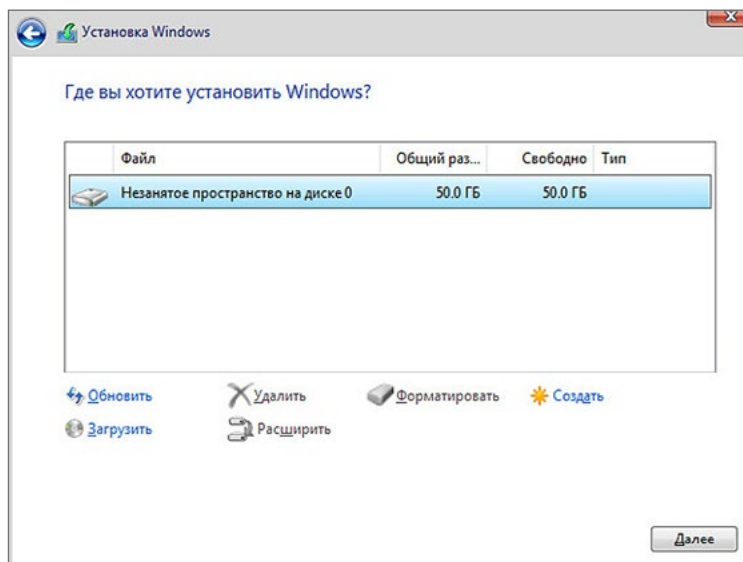 Установка Windows
Где вы хотите установить Windows?
Файл Общий раз... Свободно Тип
Незанятое пространство на диске 0 50.0 ГБ 50.0 ГБ
Обновить Удалить Форматировать Создать
Загрузить Расширить
Далее